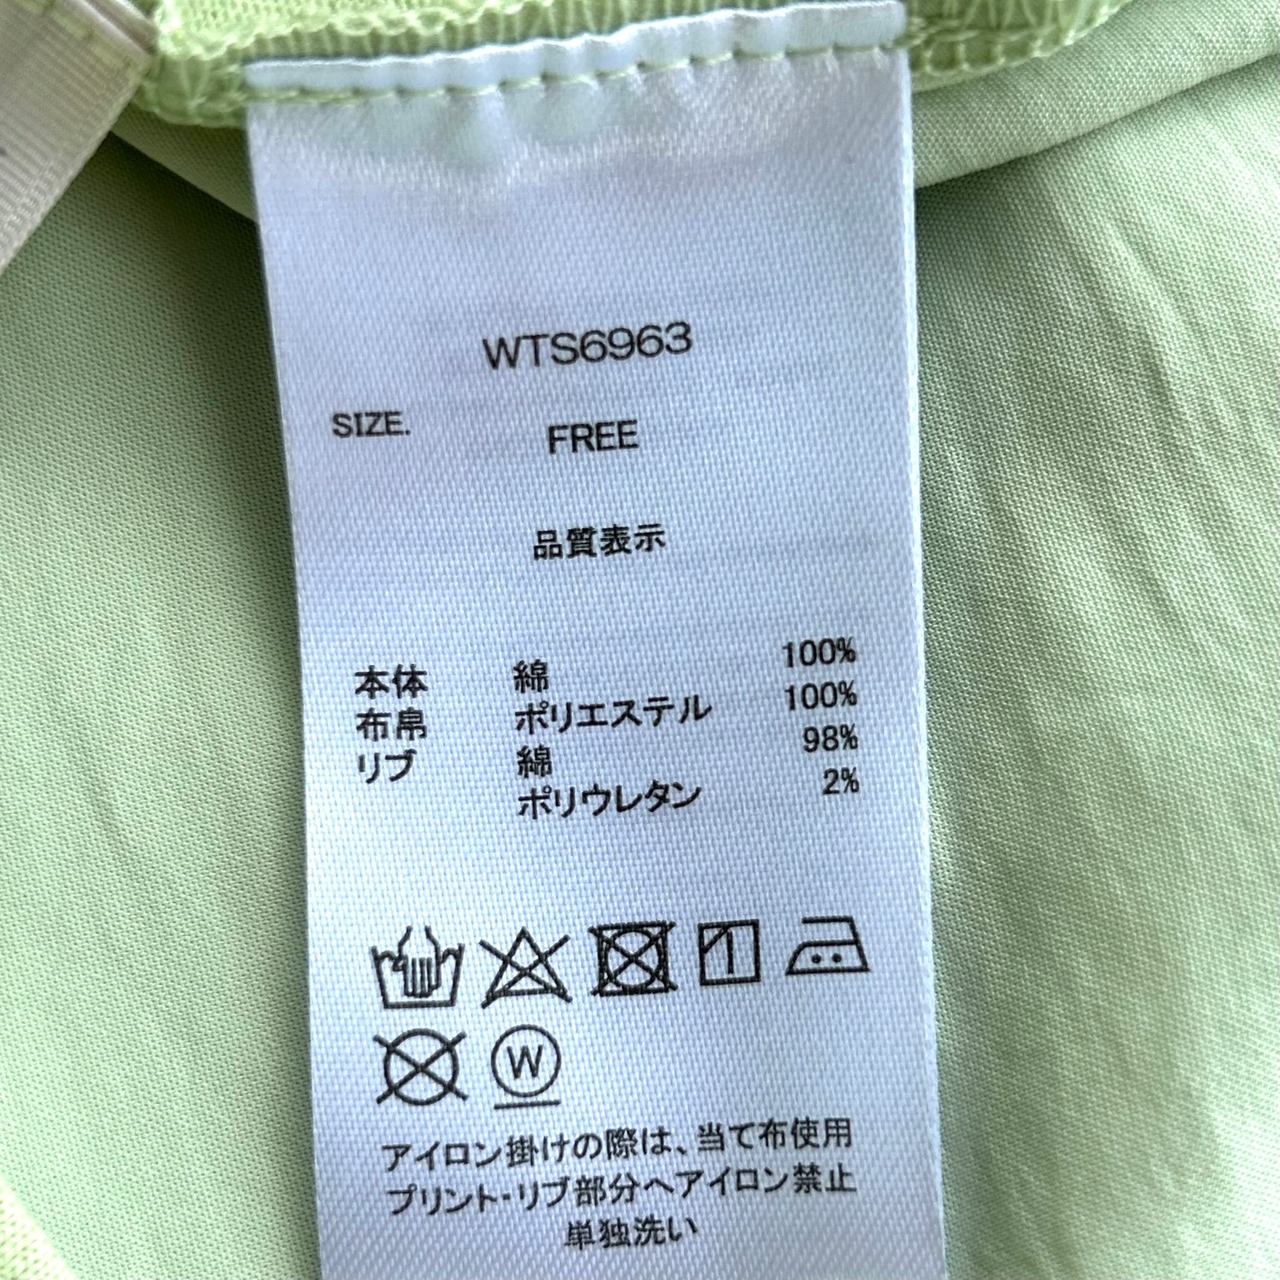 WTS6963
SIZE. FREE
品質表示
本体 綿 100%
布帛 ポリエステル 100%
リブ 綿 98%
ポリウレタン 2%
W
アイロン掛けの際は、当て布使用
プリント・リブ部分へアイロン禁止
単独洗い